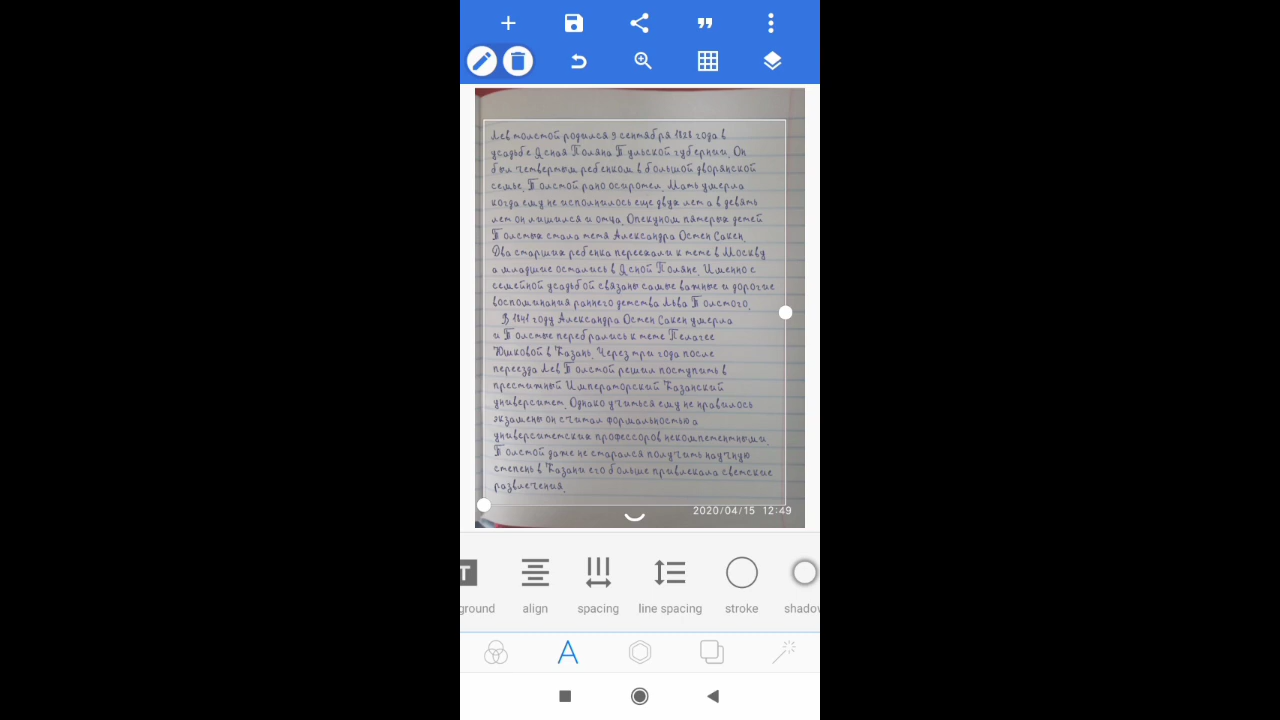 Лев толстой родился 9 сентября 1828 года в
усадьбе Ясная Поляна Тульской губернии. Он
был четвертым ребенком в большой дворянской
семье. Толстой рано осиротел. Мать умерла
когда ему не исполнилось еще двух лет а в девять
лет он лишился и отца. Опекуном пятерых детей
Толстых стала тетя Александра Остен Сакен.
Два старших ребенка переехали к тете в Москву
а младшие остались в Ясной Поляне. Именно с
семейной усадьбой связаны самые важные и дорогие
воспоминания раннего детства Льва Толстого.
В 1841 году Александра Остен Сакен умерла
и Толстые перебрались к тете Пелагее
Юшковой в Казань. Через три года после
переезда Лев Толстой решил поступить в
престижный Императорский Казанский
университет. Однако учиться ему не нравилось
экзамены он считал формальностью а
университетских профессоров некомпетентными.
Толстой даже не старался получить научную
степень в Казани его больше привлекала светские
развлечения.
2020/04/15 12:49
ground align spacing line spacing stroke shadow